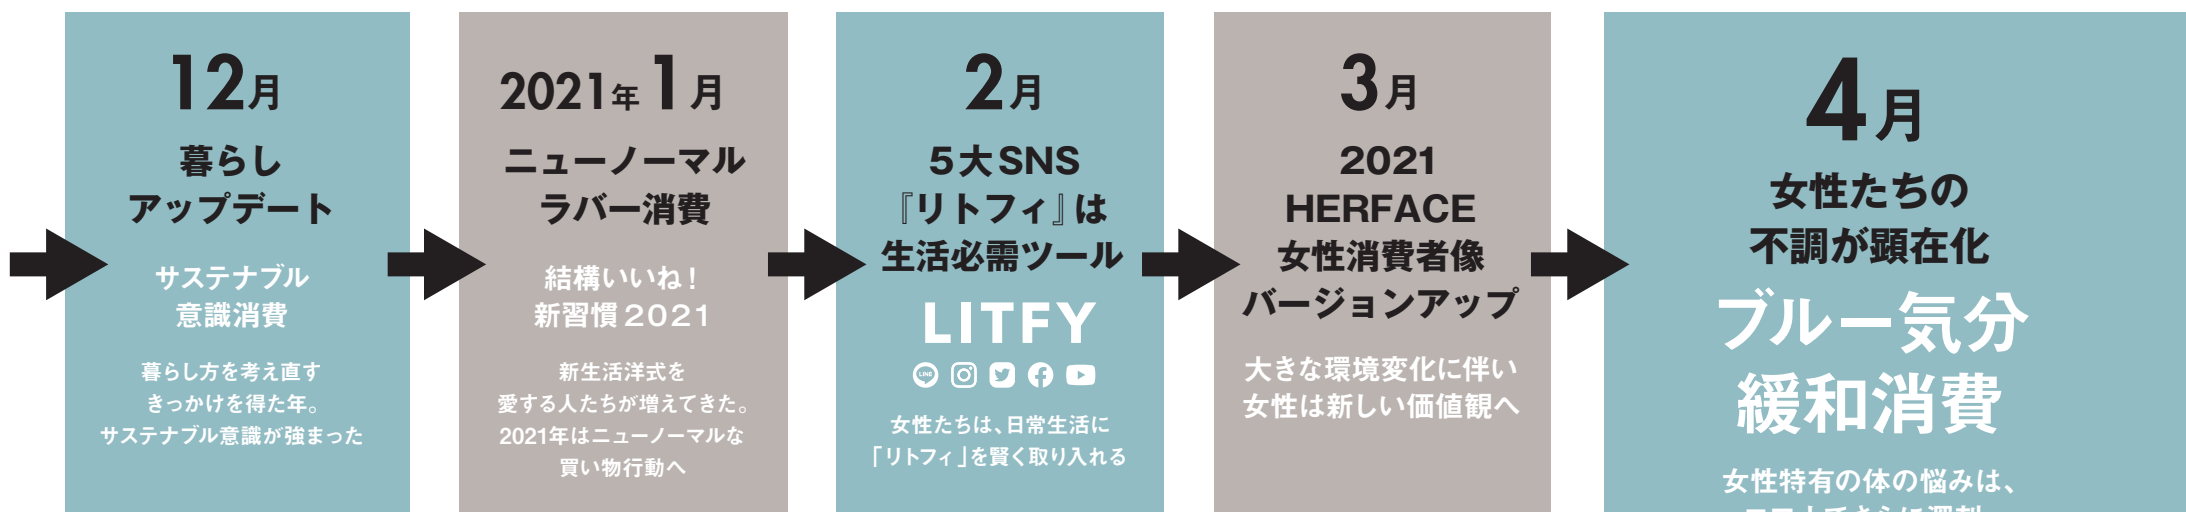 12月
暮らし
アップデート
サステナブル
意識消費
暮らし方を考え直す
きっかけを得た年。
サステナブル意識が強まった
2021年1月
ニューノーマル
ラバー消費
結構いいね！
新習慣2021
新生活洋式を
愛する人たちが増えてきた。
2021年はニューノーマルな
買い物行動へ
2月
5大SNS
『リトフィ』は
生活必需ツール
LITFY
LINE
女性たちは、日常生活に
「リトフィ」を賢く取り入れる
3月
2021
HERFACE
女性消費者像
バージョンアップ
大きな環境変化に伴い
女性は新しい価値観へ
4月
女性たちの
不調が顕在化
ブルー気分
緩和消費
女性特有の体の悩みは、